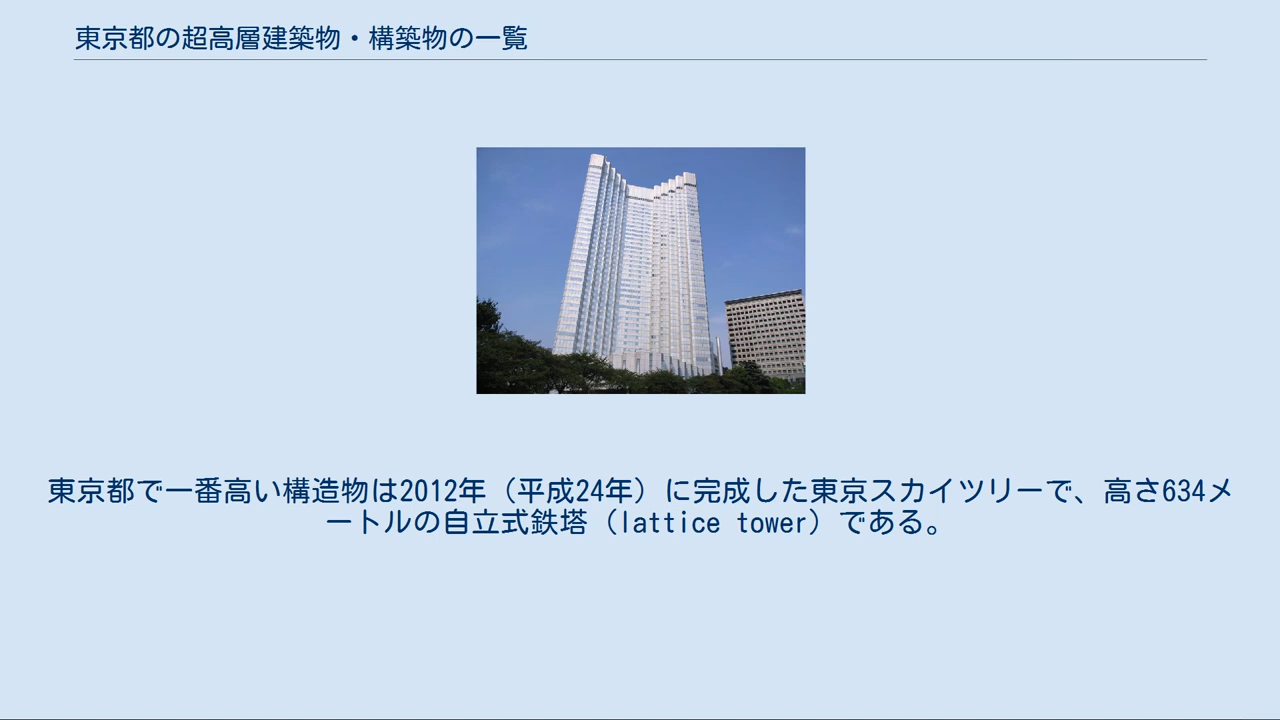 東京都の超高層建築物・構築物の一覧
東京都で一番高い構造物は2012年（平成24年）に完成した東京スカイツリーで、高さ634メ
ートルの自立式鉄塔（lattice tower）である。